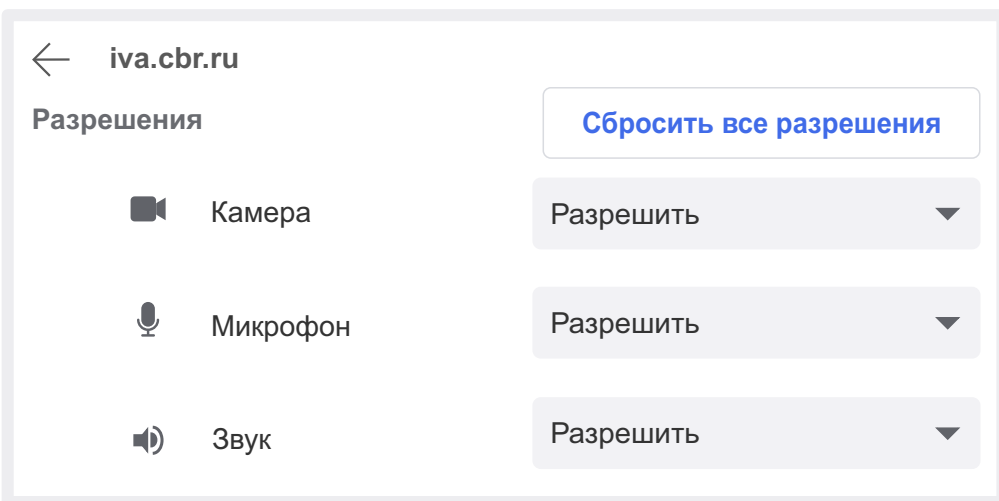 iva.cbr.ru
Разрешения
Сбросить все разрешения
Камера
Разрешить
Микрофон
Разрешить
Звук
Разрешить